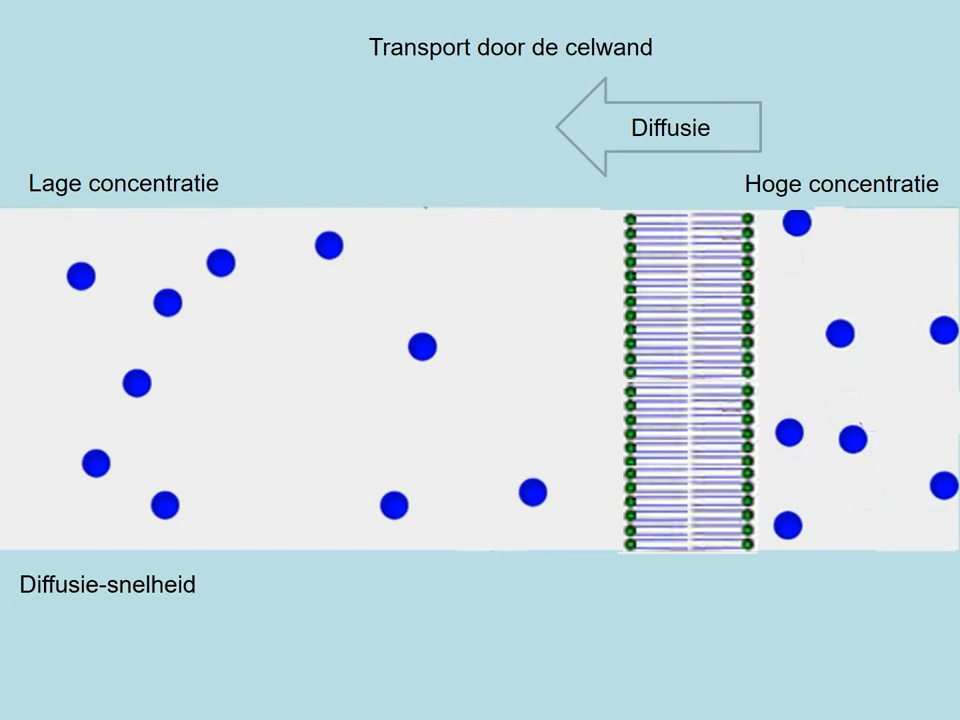 Transport door de celwand
Diffusie
Lage concentratie
Hoge concentratie
Diffusie-snelheid